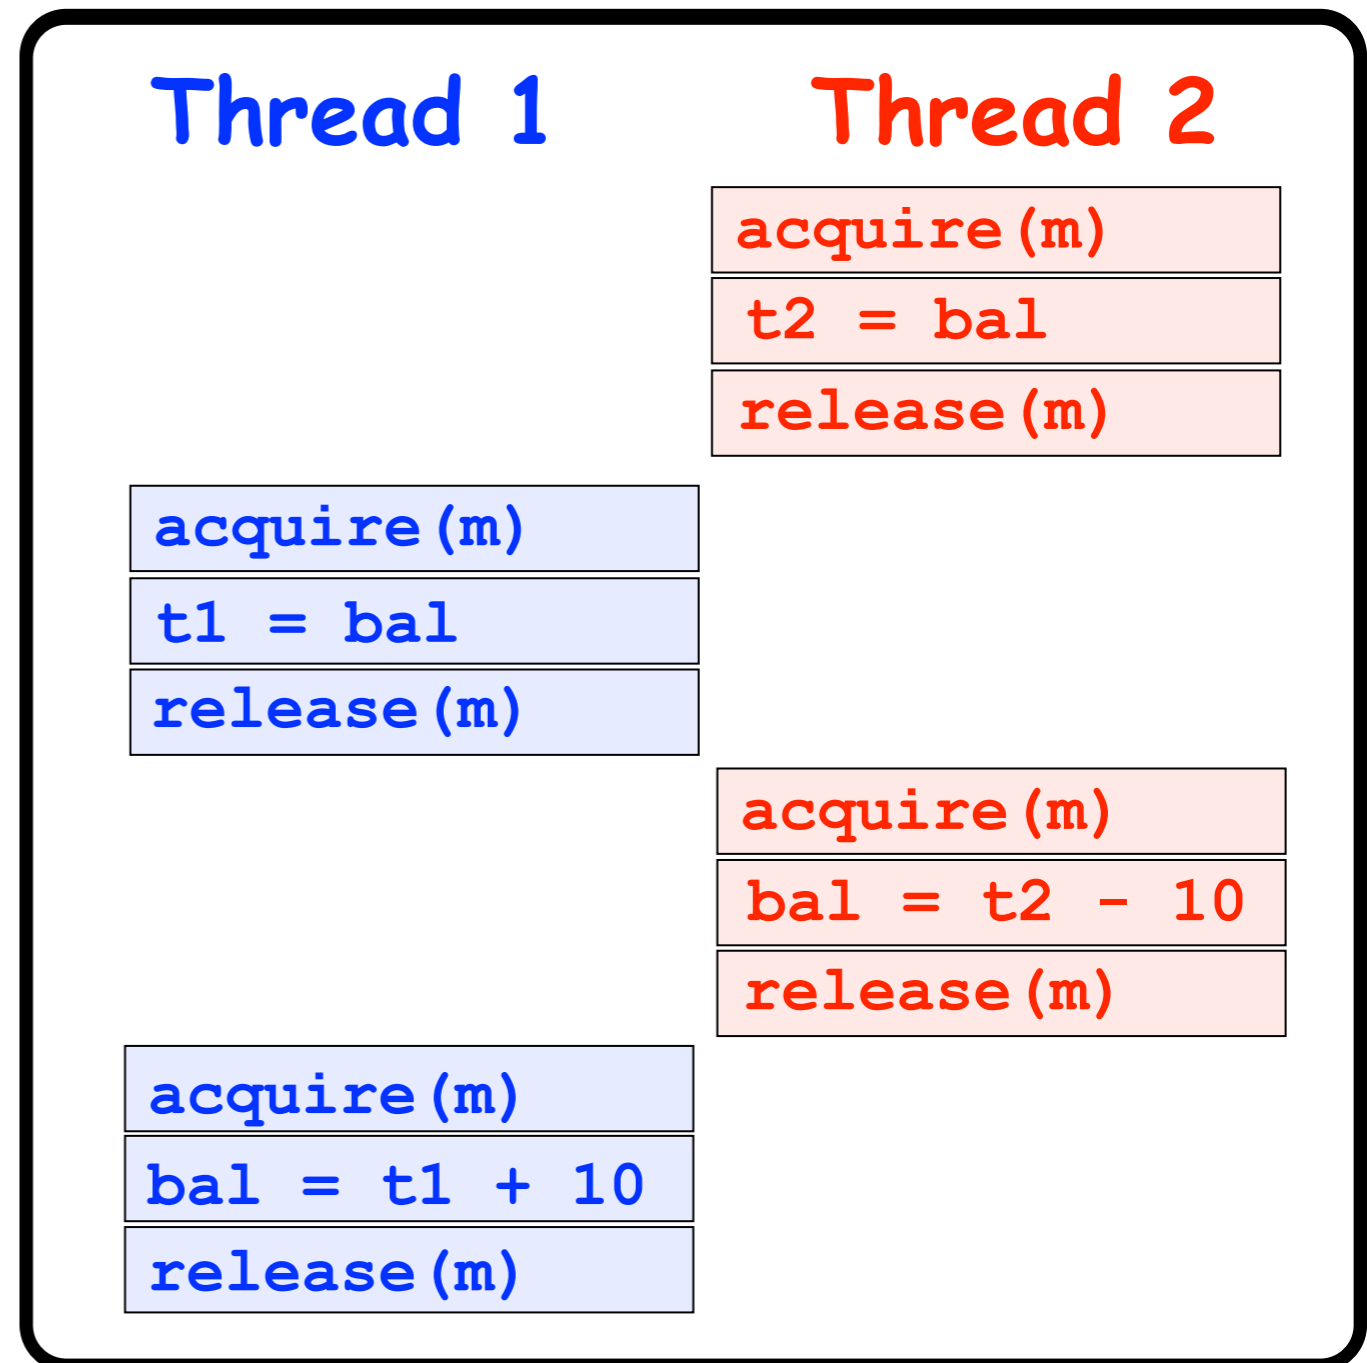 Thread 1 Thread 2
acquire(m)
t2 = bal
release(m)
acquire(m)
t1 = bal
release(m)
acquire(m)
bal = t2 - 10
release(m)
acquire(m)
bal = t1 + 10
release(m)